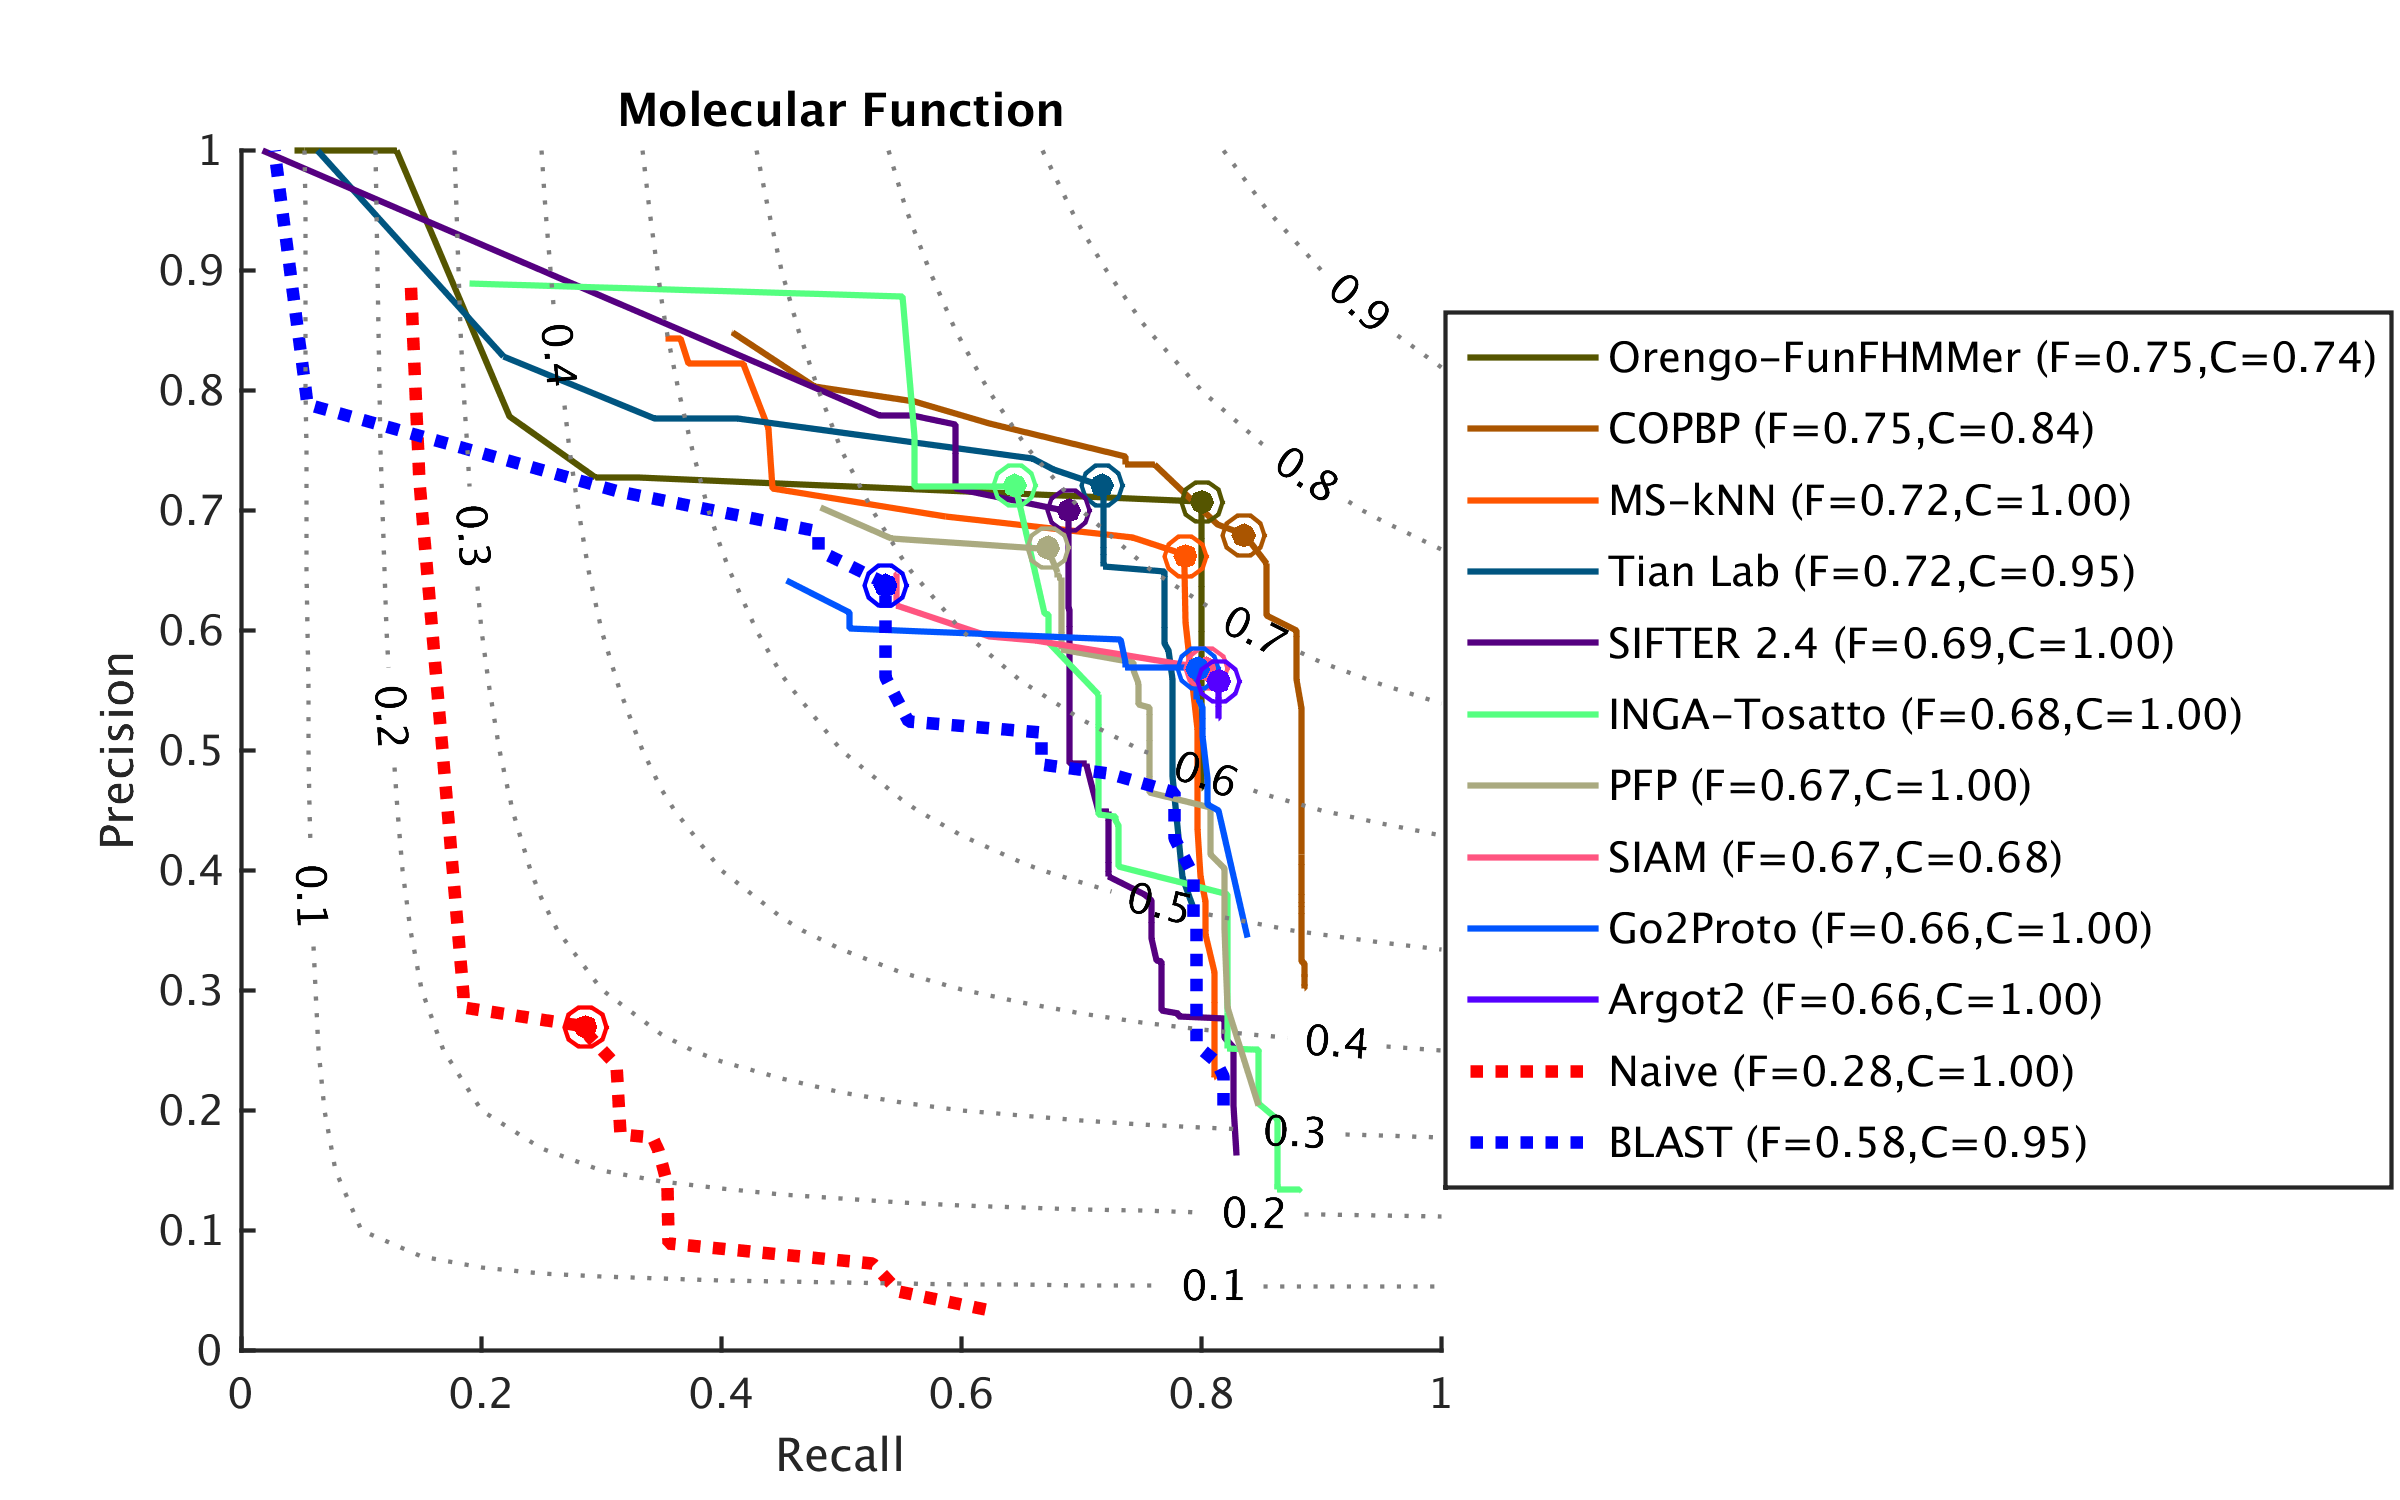 Molecular Function
1
0.9
0.8
0.7
0.6
0.5
0.4
0.3
0.2
0.1
0
Precision
0
0.2
0.4
0.6
0.8
1
Recall
0.9
0.8
0.7
0.6
0.5
0.4
0.3
0.2
0.1
0.4
0.3
0.2
0.1
Orengo-FunFHMMer (F=0.75,C=0.74)
COPBP (F=0.75,C=0.84)
MS-kNN (F=0.72,C=1.00)
Tian Lab (F=0.72,C=0.95)
SIFTER 2.4 (F=0.69,C=1.00)
INGA-Tosatto (F=0.68,C=1.00)
PFP (F=0.67,C=1.00)
SIAM (F=0.67,C=0.68)
Go2Proto (F=0.66,C=1.00)
Argot2 (F=0.66,C=1.00)
Naive (F=0.28,C=1.00)
BLAST (F=0.58,C=0.95)